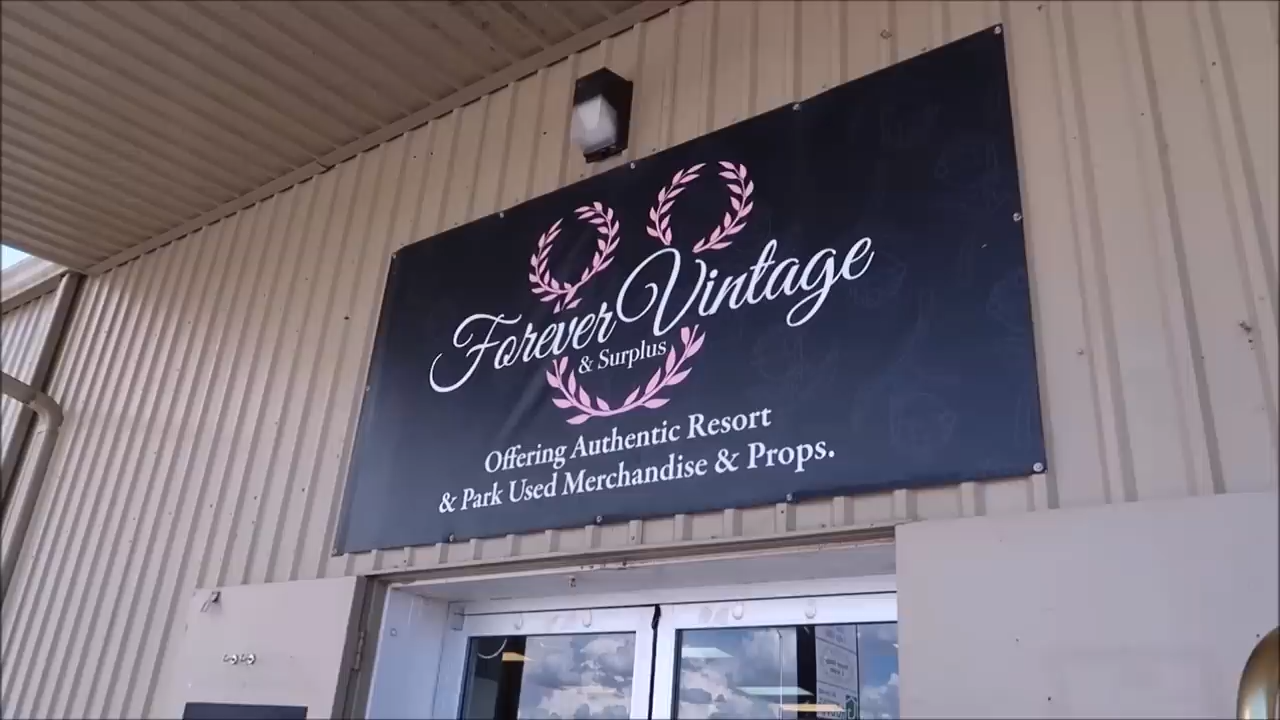 Forever Vintage
& Surplus
Offering Authentic Resort
& Park Used Merchandise & Props.